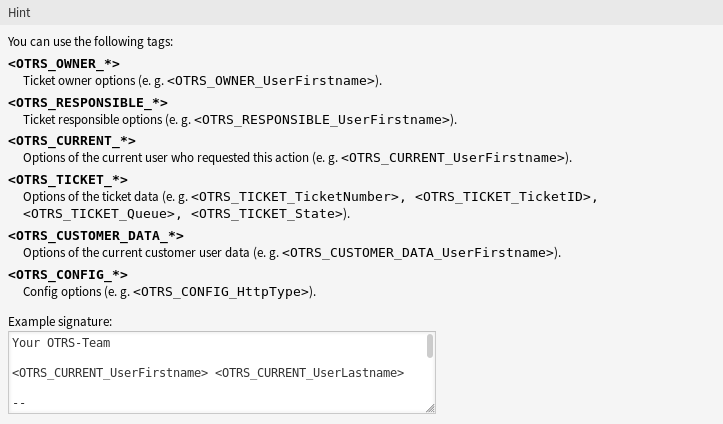 Hint
You can use the following tags:
<OTRS_OWNER_*>
Ticket owner options (e. g. <OTRS_OWNER_UserFirstname>).
<OTRS_RESPONSIBLE_*>
Ticket responsible options (e. g. <OTRS_RESPONSIBLE_UserFirstname>).
<OTRS_CURRENT_*>
Options of the current user who requested this action (e. g. <OTRS_CURRENT_UserFirstname>).
<OTRS_TICKET_*>
Options of the ticket data (e. g. <OTRS_TICKET_TicketNumber>, <OTRS_TICKET_TicketID>,
<OTRS_TICKET_Queue>, <OTRS_TICKET_State>).
<OTRS_CUSTOMER_DATA_*>
Options of the current customer user data (e. g. <OTRS_CUSTOMER_DATA_UserFirstname>).
<OTRS_CONFIG_*>
Config options (e. g. <OTRS_CONFIG_HttpType>).
Example signature:
Your OTRS-Team
<OTRS_CURRENT_UserFirstname> <OTRS_CURRENT_UserLastname>
--